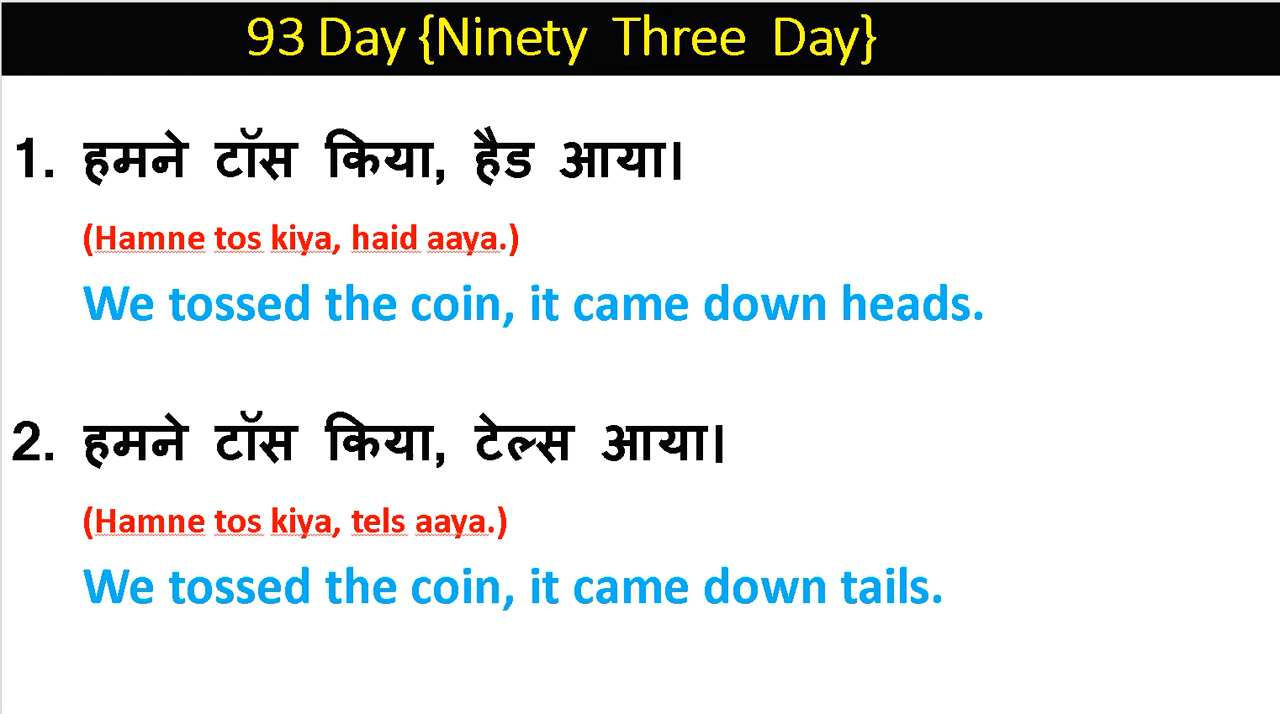 93 Day {Ninety Three Day}
1. हमने टॉस किया, हैड आया।
(Hamne tos kiya, haid aaya.)
We tossed the coin, it came down heads.
2. हमने टॉस किया, टेल्स आया।
(Hamne tos kiya, tels aaya.)
We tossed the coin, it came down tails.